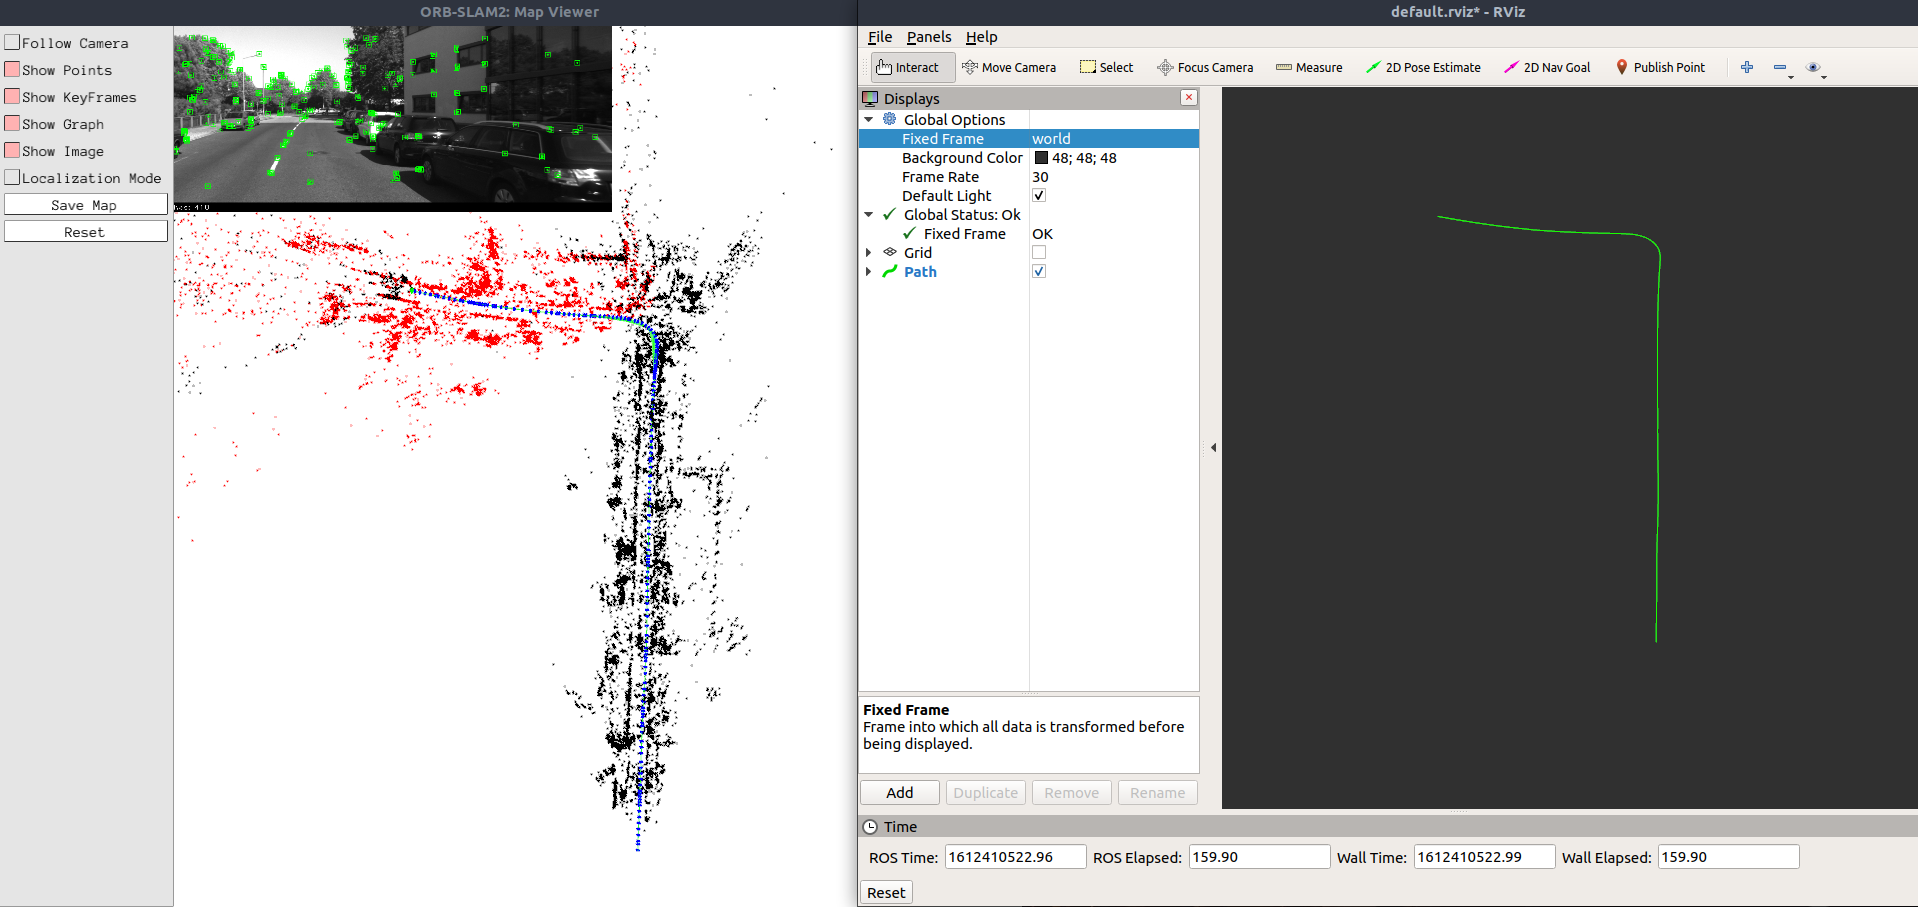 ORB-SLAM2: Map Viewer
Follow Camera
Show Points
Show KeyFrames
Show Graph
Show Image
Localization Mode
Save Map
Reset
default.rviz* - RViz
File Panels Help
Interact Move Camera Select Focus Camera Measure 2D Pose Estimate 2D Nav Goal Publish Point
Displays
Global Options
Fixed Frame world
Background Color 48; 48; 48
Frame Rate 30
Default Light
Global Status: Ok
Fixed Frame OK
Grid
Path
Fixed Frame
Frame into which all data is transformed before
being displayed.
Add Duplicate Remove Rename
Time
ROS Time: 1612410522.96 ROS Elapsed: 159.90 Wall Time: 1612410522.99 Wall Elapsed: 159.90
Reset